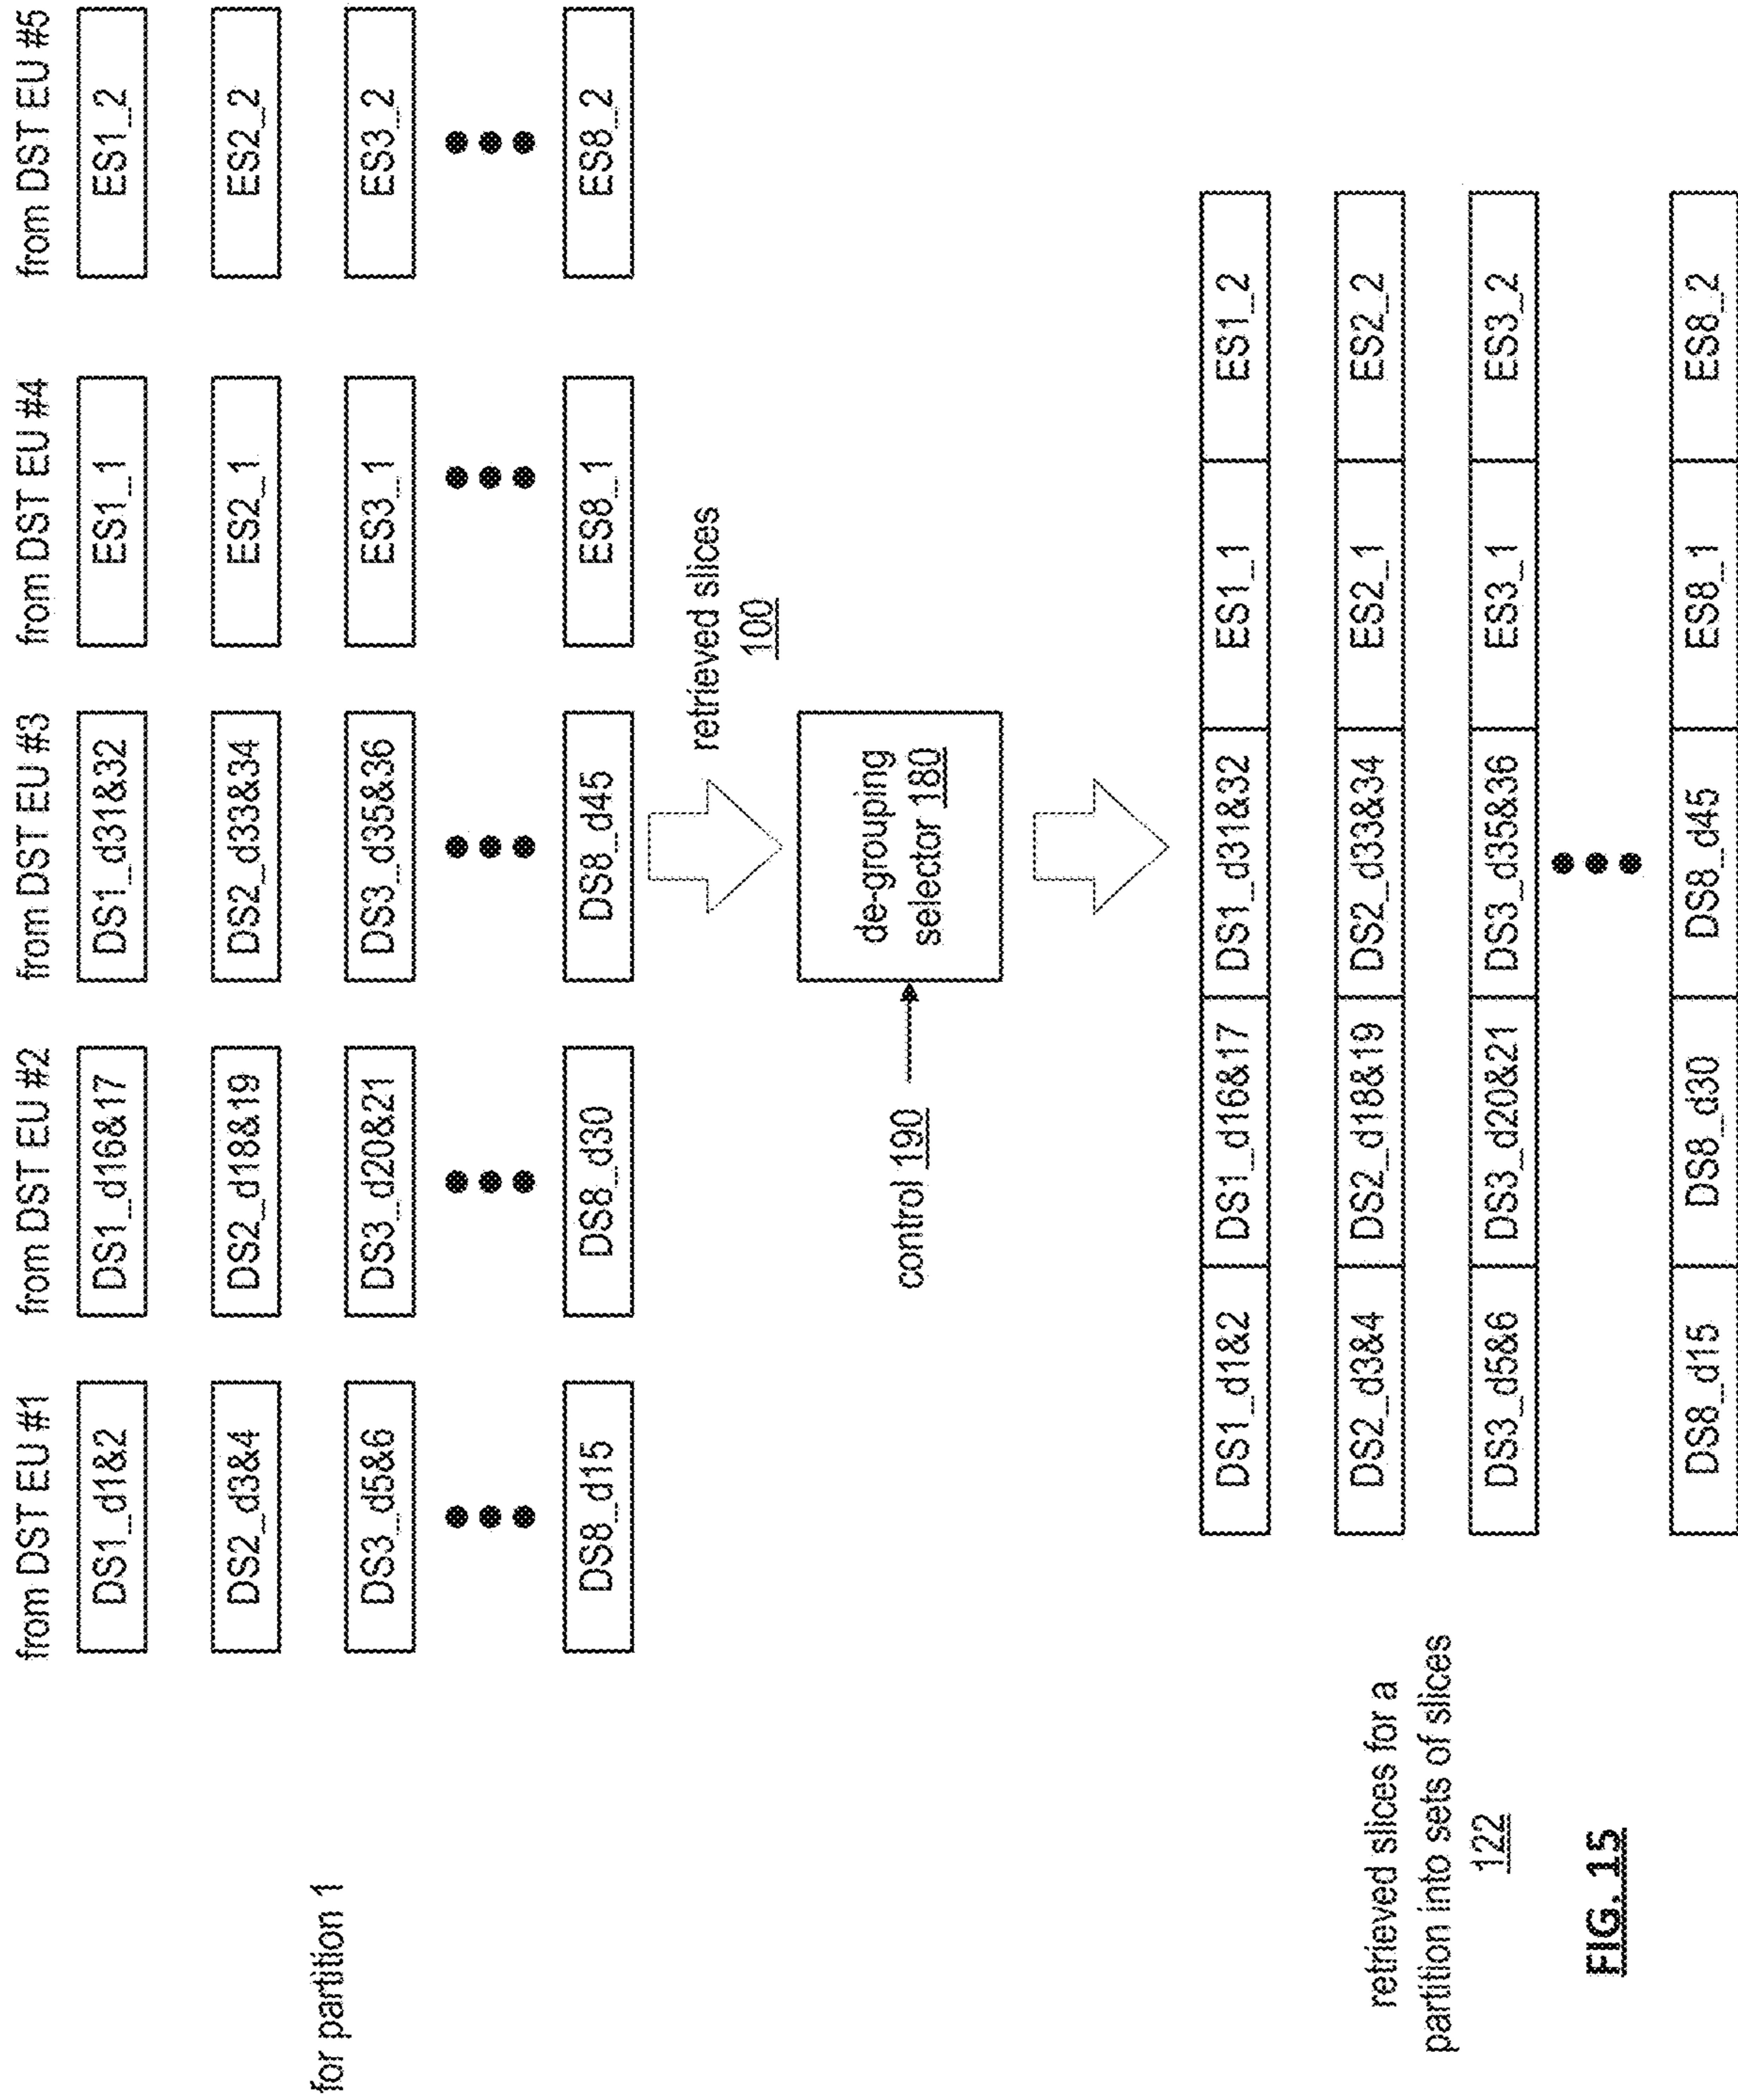 for partition 1
from DST EU #1
from DST EU #2
from DST EU #3
from DST EU #4
from DST EU #5
DS1_d1&2
DS1_d16&17
DS1_d31&32
ES1_1
ES1_2
DS2_d3&4
DS2_d18&19
DS2_d33&34
ES2_1
ES2_2
DS3_d5&6
DS3_d20&21
DS3_d35&36
ES3_1
ES3_2
DS8_d15
DS8_d30
DS8_d45
ES8_1
ES8_2
retrieved slices
100
control 190
de-grouping
selector 180
retrieved slices for a
partition into sets of slices
122
DS1_d1&2
DS1_d16&17
DS1_d31&32
ES1_1
ES1_2
DS2_d3&4
DS2_d18&19
DS2_d33&34
ES2_1
ES2_2
DS3_d5&6
DS3_d20&21
DS3_d35&36
ES3_1
ES3_2
DS8_d15
DS8_d30
DS8_d45
ES8_1
ES8_2
FIG. 15